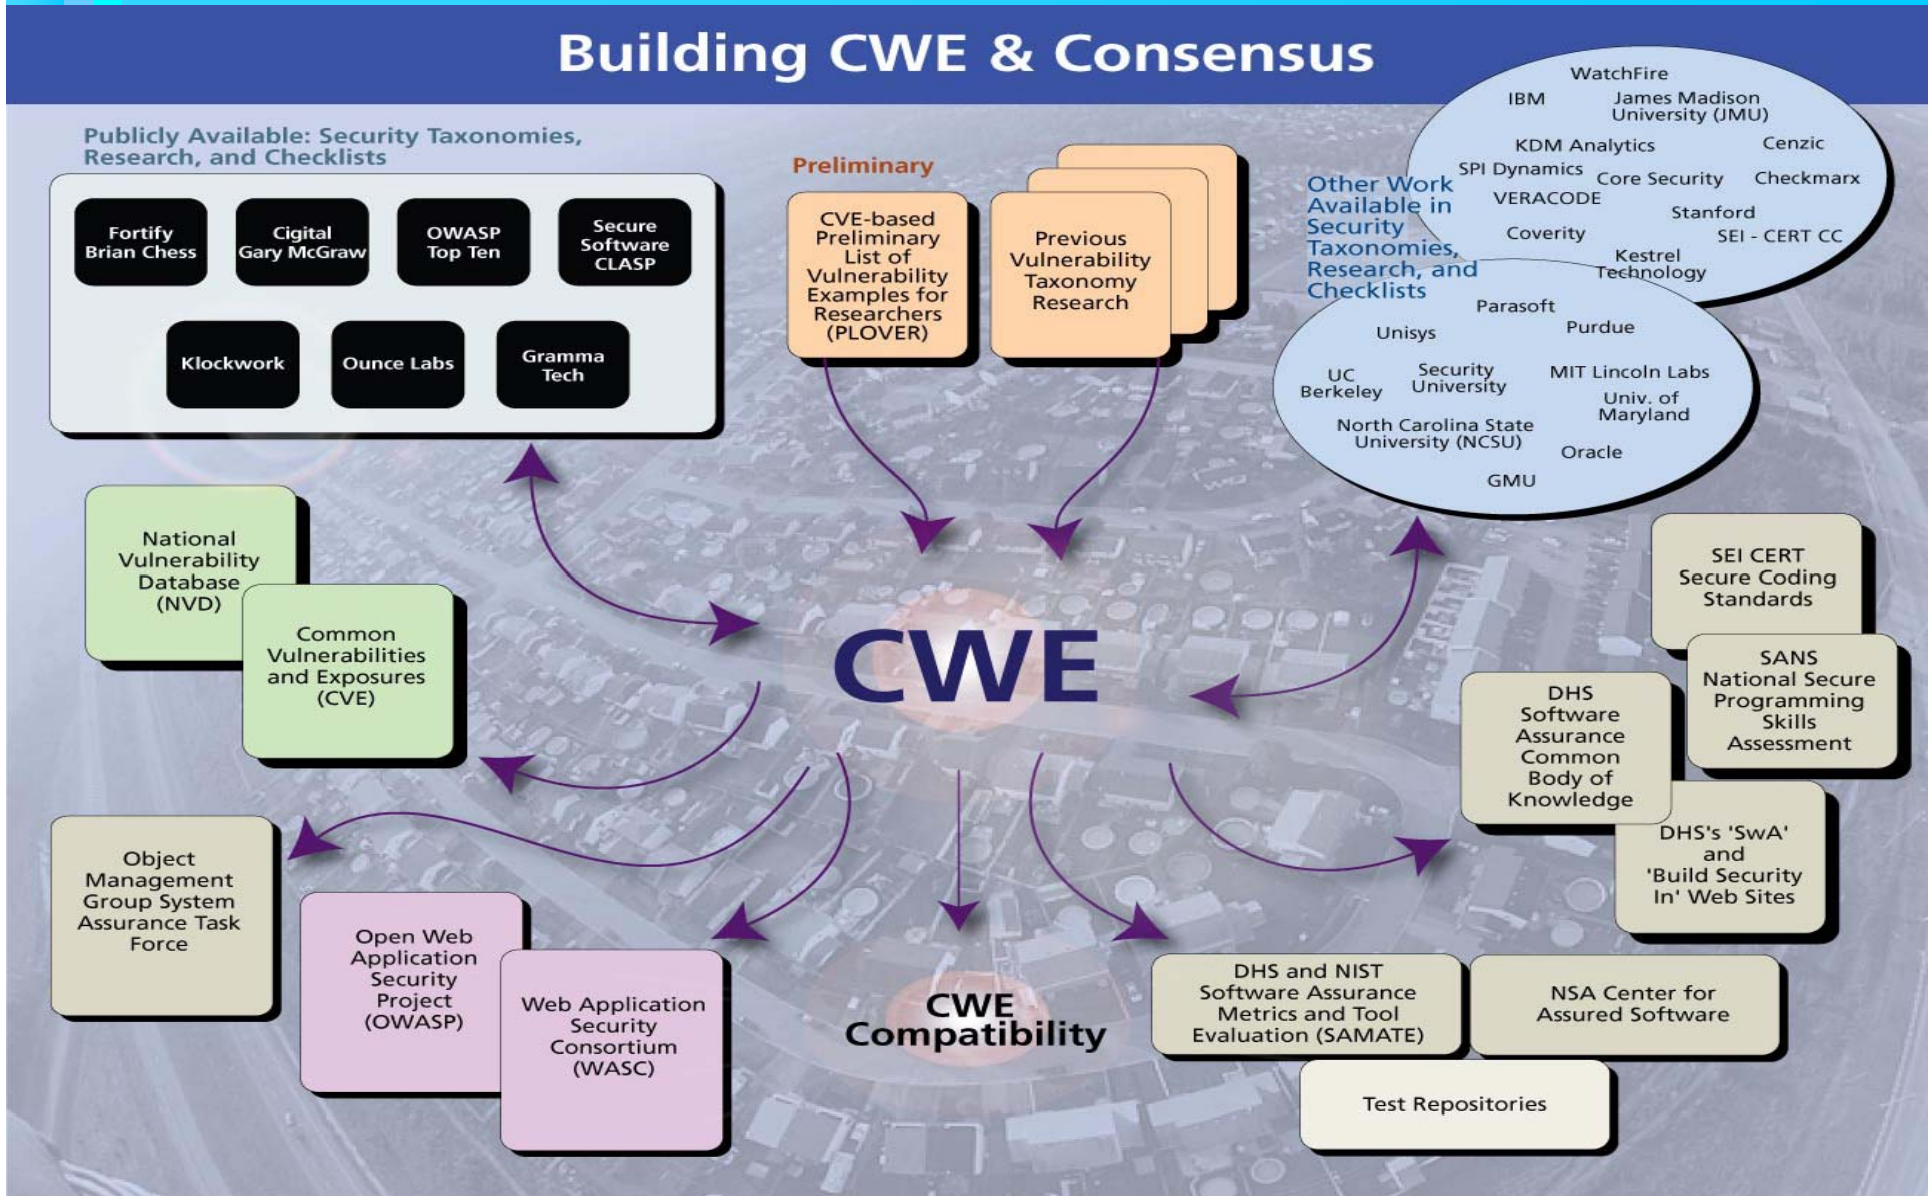 Building CWE & Consensus
Publicly Available: Security Taxonomies,
Research, and Checklists
Fortify
Brian Chess
Cigital
Gary McGraw
OWASP
Top Ten
Secure
Software
CLASP
Klockwork
Ounce Labs
Gramma
Tech
Preliminary
CVE-based
Preliminary
List of
Vulnerability
Examples for
Researchers
(PLOVER)
Previous
Vulnerability
Taxonomy
Research
Other Work
Available in
Security
Taxonomies,
Research, and
Checklists
WatchFire
IBM
James Madison
University (JMU)
KDM Analytics
Cenzic
SPI Dynamics
Core Security
Checkmarx
VERACODE
Stanford
Coverity
SEI - CERT CC
Kestrel
Technology
Parasoft
Unisys
Purdue
UC
Berkeley
Security
University
MIT Lincoln Labs
Univ. of
Maryland
North Carolina State
University (NCSU)
Oracle
GMU
National
Vulnerability
Database
(NVD)
Common
Vulnerabilities
and Exposures
(CVE)
CWE
SEI CERT
Secure Coding
Standards
SANS
National Secure
Programming
Skills
Assessment
DHS
Software
Assurance
Common
Body of
Knowledge
DHS's 'SwA'
and
'Build Security
In' Web Sites
Object
Management
Group System
Assurance Task
Force
Open Web
Application
Security
Project
(OWASP)
Web Application
Security
Consortium
(WASC)
CWE
Compatibility
DHS and NIST
Software Assurance
Metrics and Tool
Evaluation (SAMATE)
NSA Center for
Assured Software
Test Repositories